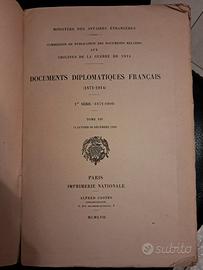 MINISTÈRE DES AFFAIRES ÉTRANGÈRES
COMMISSION DE PUBLICATION DES DOCUMENTS RELATIFS
AUX
ORIGINES DE LA GUERRE DE 1914
DOCUMENTS DIPLOMATIQUES FRANÇAIS
(1871-1914)
1re SÉRIE (1871-1900)
TOME
PARIS
IMPRIMERIE NATIONALE
ALFRED COSTES
MCMLVII
subito